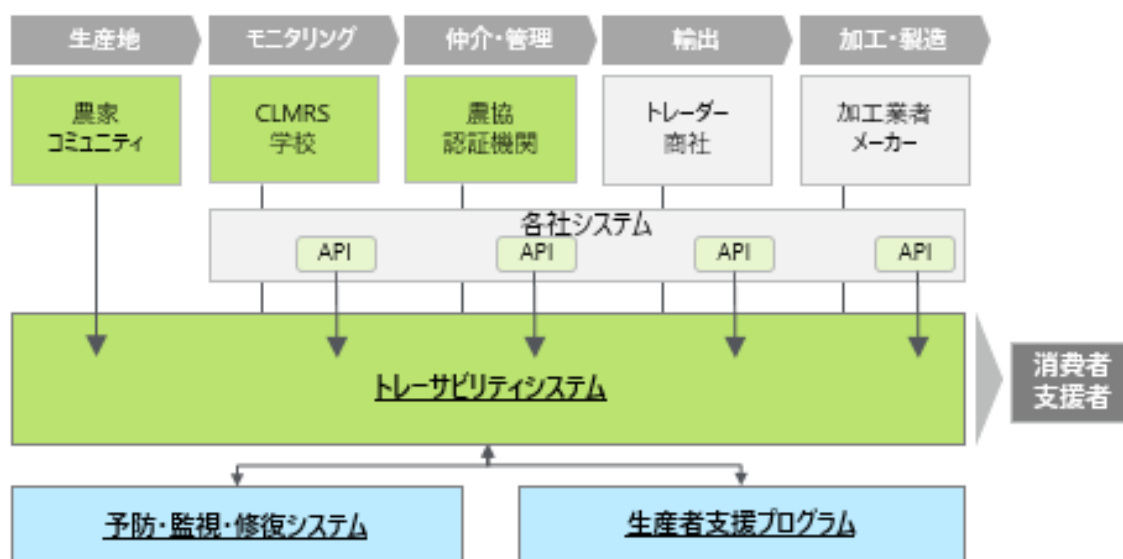 生産地
モニタリング
仲介・管理
輸出
加工・製造
農家
コミュニティ
CLMRS
学校
農協
認証機関
トレーダー
商社
加工業者
メーカー
各社システム
API
API
API
API
トレーサビリティシステム
消費者
支援者
予防・監視・修復システム
生産者支援プログラム